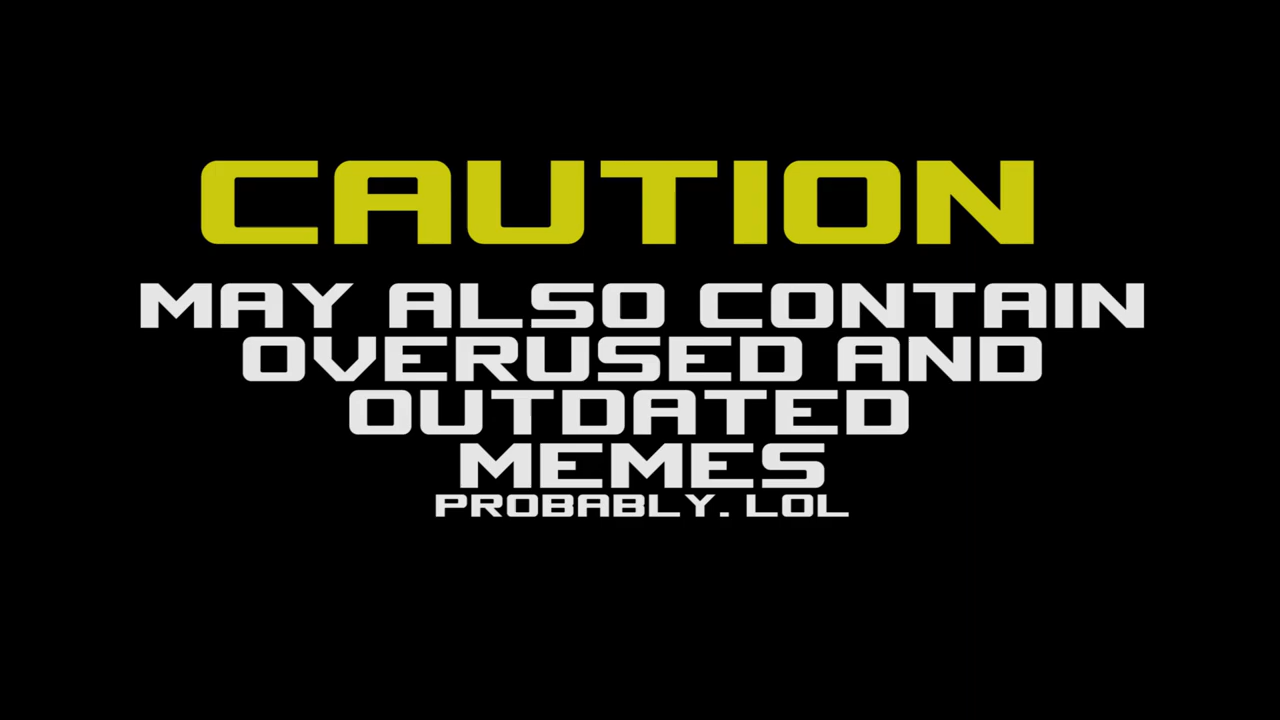 CAUTION
MAY ALSO CONTAIN
OVERUSED AND
OUTDATED
MEMES
PROBABLY. LOL